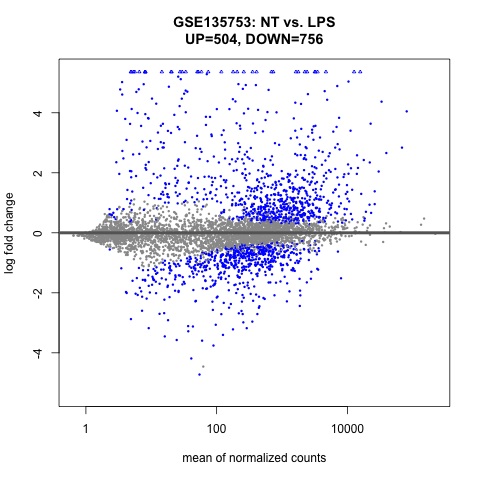 GSE135753: NT vs. LPS
UP=504, DOWN=756
log fold change
4
2
0
-2
-4
1
100
10000
mean of normalized counts